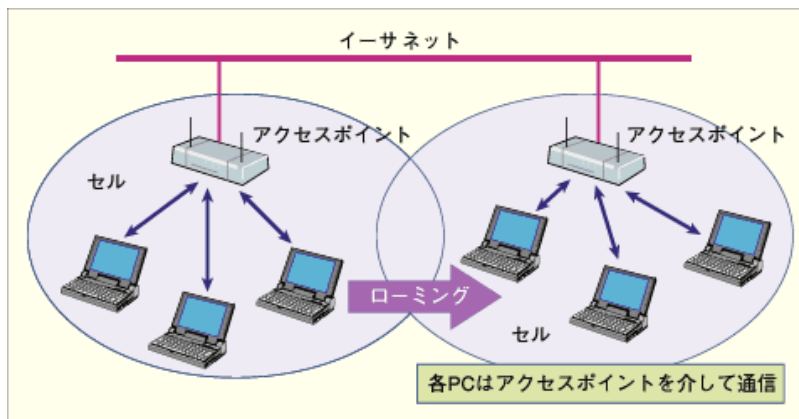 イーサネット
アクセスポイント
アクセスポイント
セル
ローミング
セル
各PCはアクセスポイントを介して通信